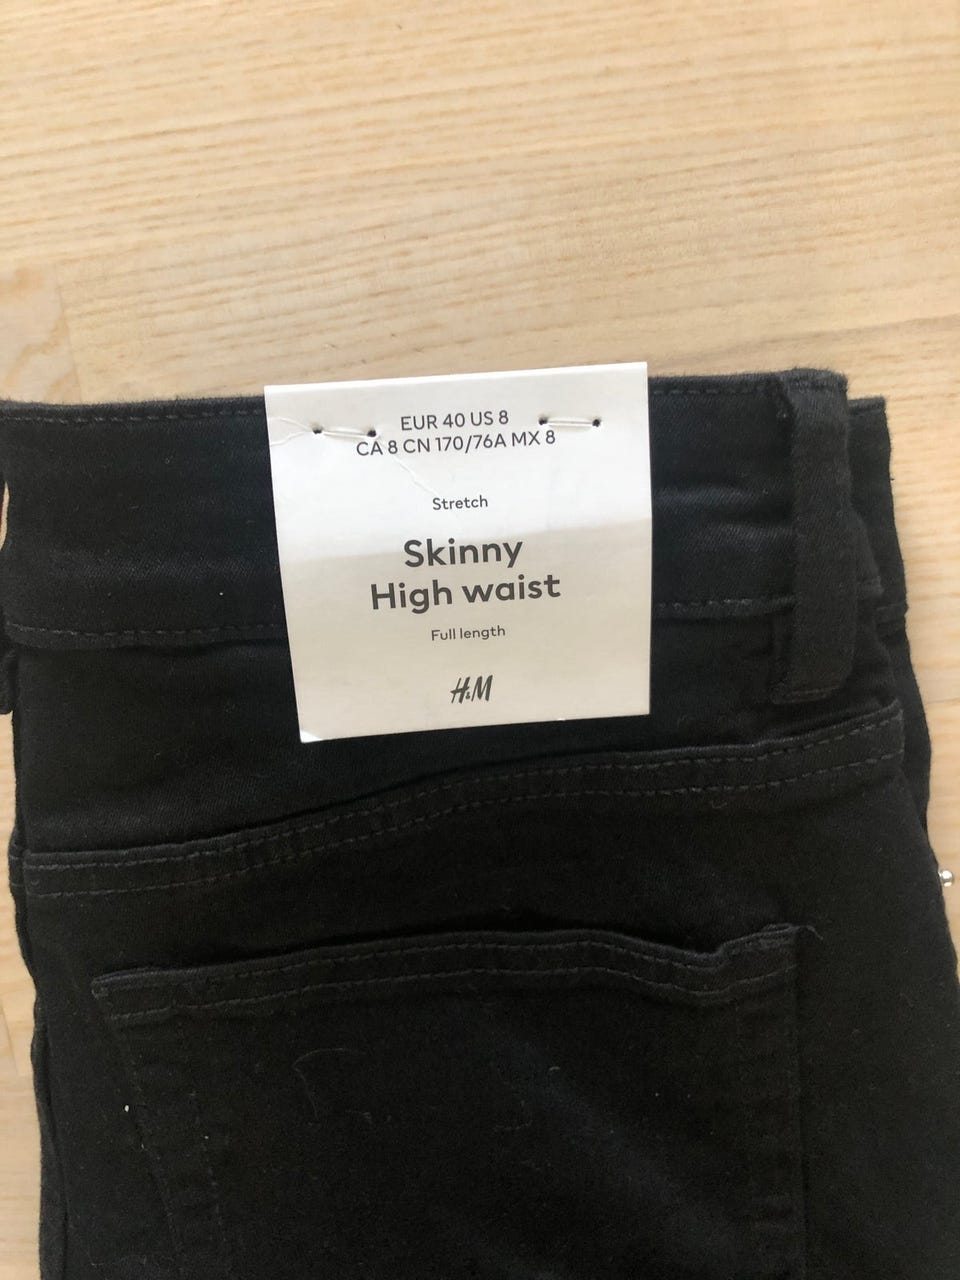 EUR 40 US 8
CA 8 CN 170/76A MX 8
Stretch
Skinny
High waist
Full length
H&M